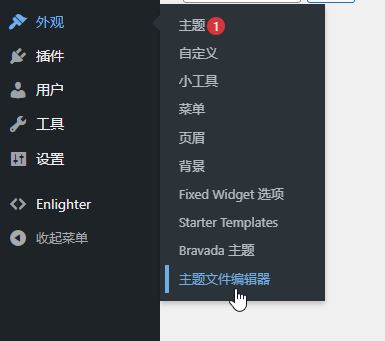 外观
插件
用户
工具
设置
Enlighter
收起菜单
主题 1
自定义
小工具
菜单
页眉
背景
Fixed Widget 选项
Starter Templates
Bravada 主题
主题文件编辑器